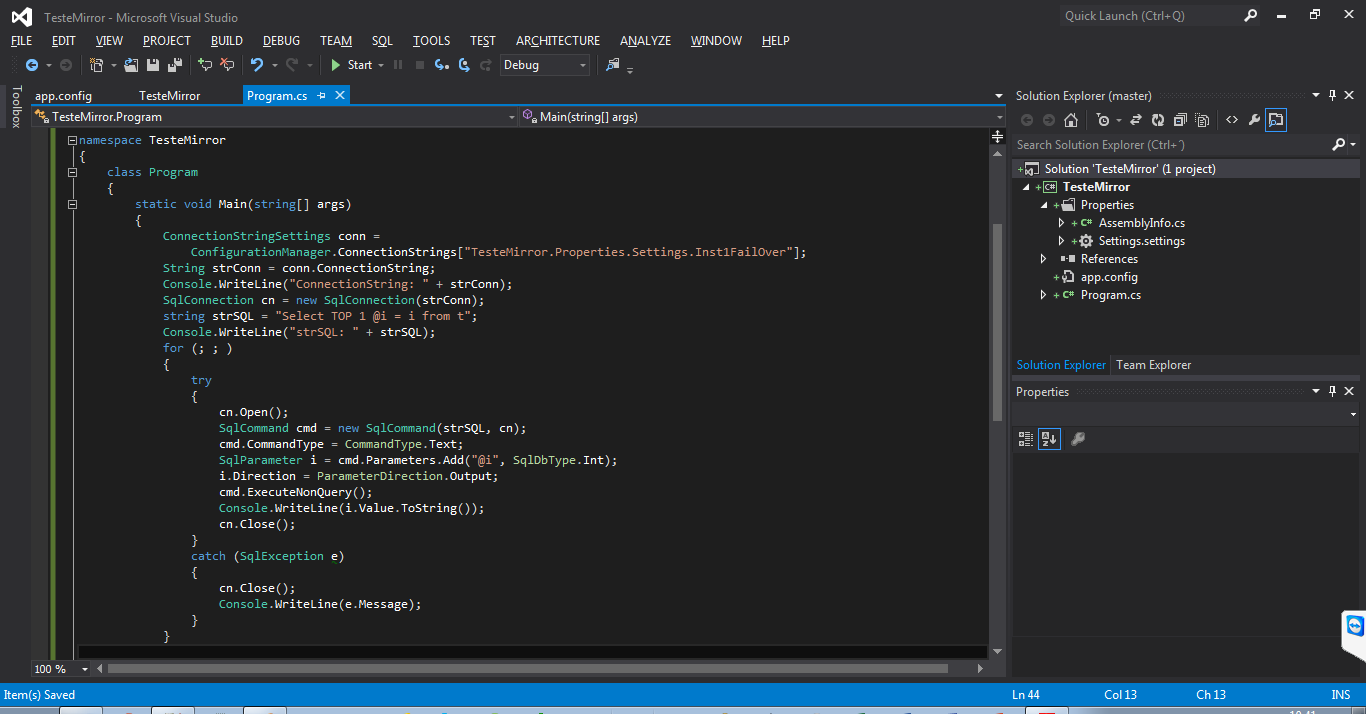 TesteMirror - Microsoft Visual Studio
Quick Launch (Ctrl+Q)
FILE EDIT VIEW PROJECT BUILD DEBUG TEAM SQL TOOLS TEST ARCHITECTURE ANALYZE WINDOW HELP
Start Debug
Toolbox
app.config TesteMirror Program.cs
TesteMirror.Program Main(string[] args)
namespace TesteMirror
{
class Program
{
static void Main(string[] args)
{
ConnectionStringSettings conn =
ConfigurationManager.ConnectionStrings["TesteMirror.Properties.Settings.Inst1FailOver"];
String strConn = conn.ConnectionString;
Console.WriteLine("ConnectionString: " + strConn);
SqlConnection cn = new SqlConnection(strConn);
string strSQL = "Select TOP 1 @i = i from t";
Console.WriteLine("strSQL: " + strSQL);
for (; ; )
{
try
{
cn.Open();
SqlCommand cmd = new SqlCommand(strSQL, cn);
cmd.CommandType = CommandType.Text;
SqlParameter i = cmd.Parameters.Add("@i", SqlDbType.Int);
i.Direction = ParameterDirection.Output;
cmd.ExecuteNonQuery();
Console.WriteLine(i.Value.ToString());
cn.Close();
}
catch (SqlException e)
{
cn.Close();
Console.WriteLine(e.Message);
}
}
100 %
Solution Explorer (master)
Search Solution Explorer (Ctrl+´)
Solution 'TesteMirror' (1 project)
TesteMirror
Properties
AssemblyInfo.cs
Settings.settings
References
app.config
Program.cs
Solution Explorer Team Explorer
Properties
Item(s) Saved Ln 44 Col 13 Ch 13 INS